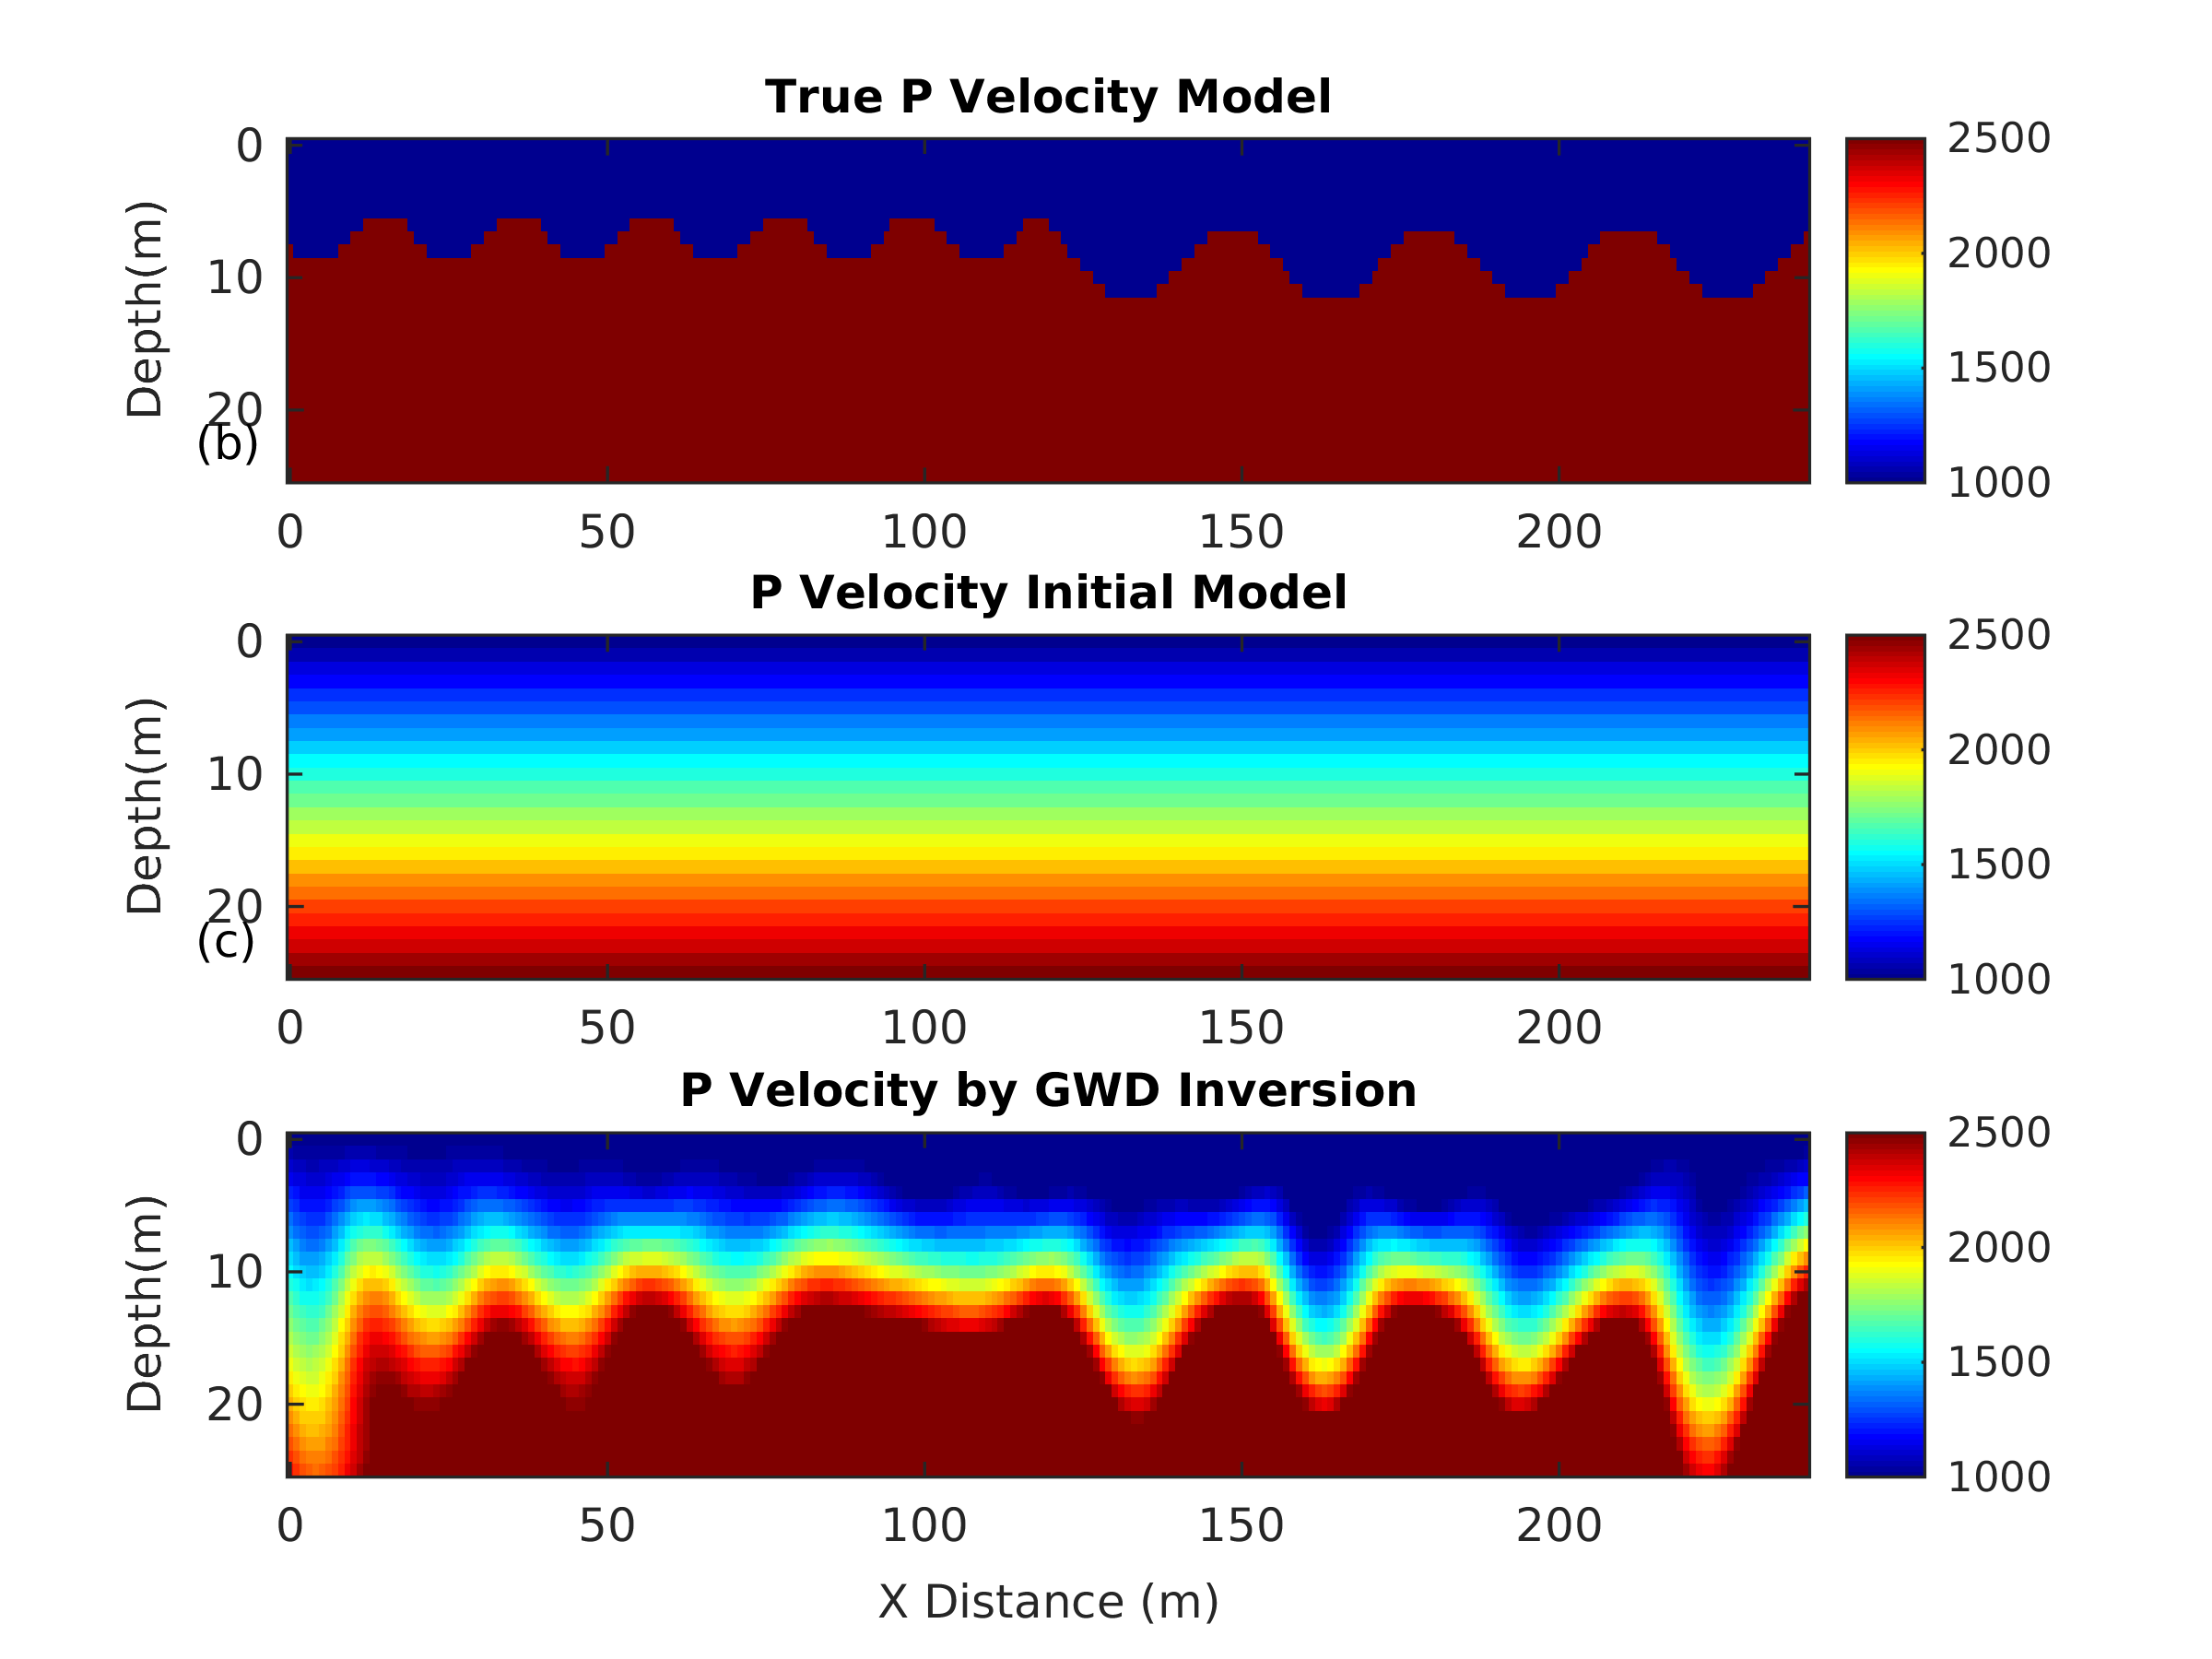 True P Velocity Model
0
10
20
Depth(m)
(b)
0 50 100 150 200
2500
2000
1500
1000
P Velocity Initial Model
0
10
20
Depth(m)
(c)
0 50 100 150 200
2500
2000
1500
1000
P Velocity by GWD Inversion
0
10
20
Depth(m)
0 50 100 150 200
2500
2000
1500
1000
X Distance (m)